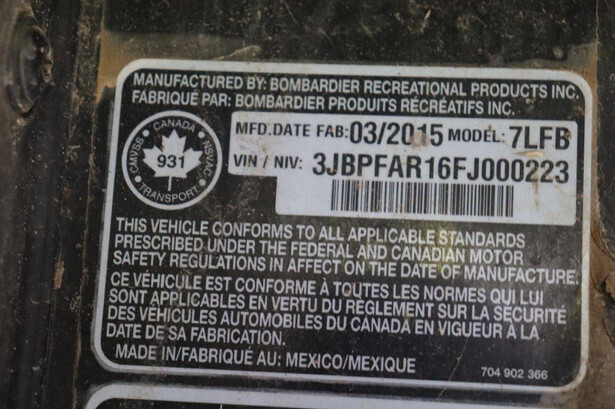 MANUFACTURED BY: BOMBARDIER RECREATIONAL PRODUCTS INC.
FABRIQUÉ PAR: BOMBARDIER PRODUITS RÉCRÉATIFS INC.
CANADA
CMVSS
NSVAC
931
TRANSPORT
MFD.DATE FAB:03/2015 MODEL:7LFB
VIN / NIV: 3JBPFAR16FJ000223
THIS VEHICLE CONFORMS TO ALL APPLICABLE STANDARDS
PRESCRIBED UNDER THE FEDERAL AND CANADIAN MOTOR
SAFETY REGULATIONS IN AFFECT ON THE DATE OF MANUFACTURE.
CE VÉHICULE EST CONFORME À TOUTES LES NORMES QUI LUI
SONT APPLICABLES EN VERTU DU RÈGLEMENT SUR LA SÉCURITÉ
DES VÉHICULES AUTOMOBILES DU CANADA EN VIGUEUR À LA
DATE DE SA FABRICATION.
MADE IN/FABRIQUÉ AU: MEXICO/MEXIQUE
704 902 366